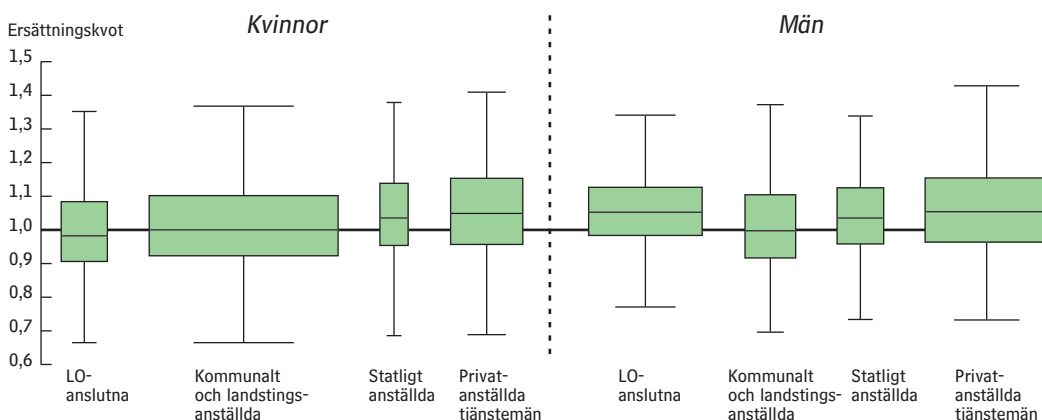 Ersättningskvot
Kvinnor
Män
1,5
1,4
1,3
1,2
1,1
1,0
0,9
0,8
0,7
0,6
LO-
anslutna
Kommunalt
och landstings-
anställda
Statligt
anställda
Privat-
anställda
tjänstemän
LO-
anslutna
Kommunalt
och landstings-
anställda
Statligt
anställda
Privat-
anställda
tjänstemän